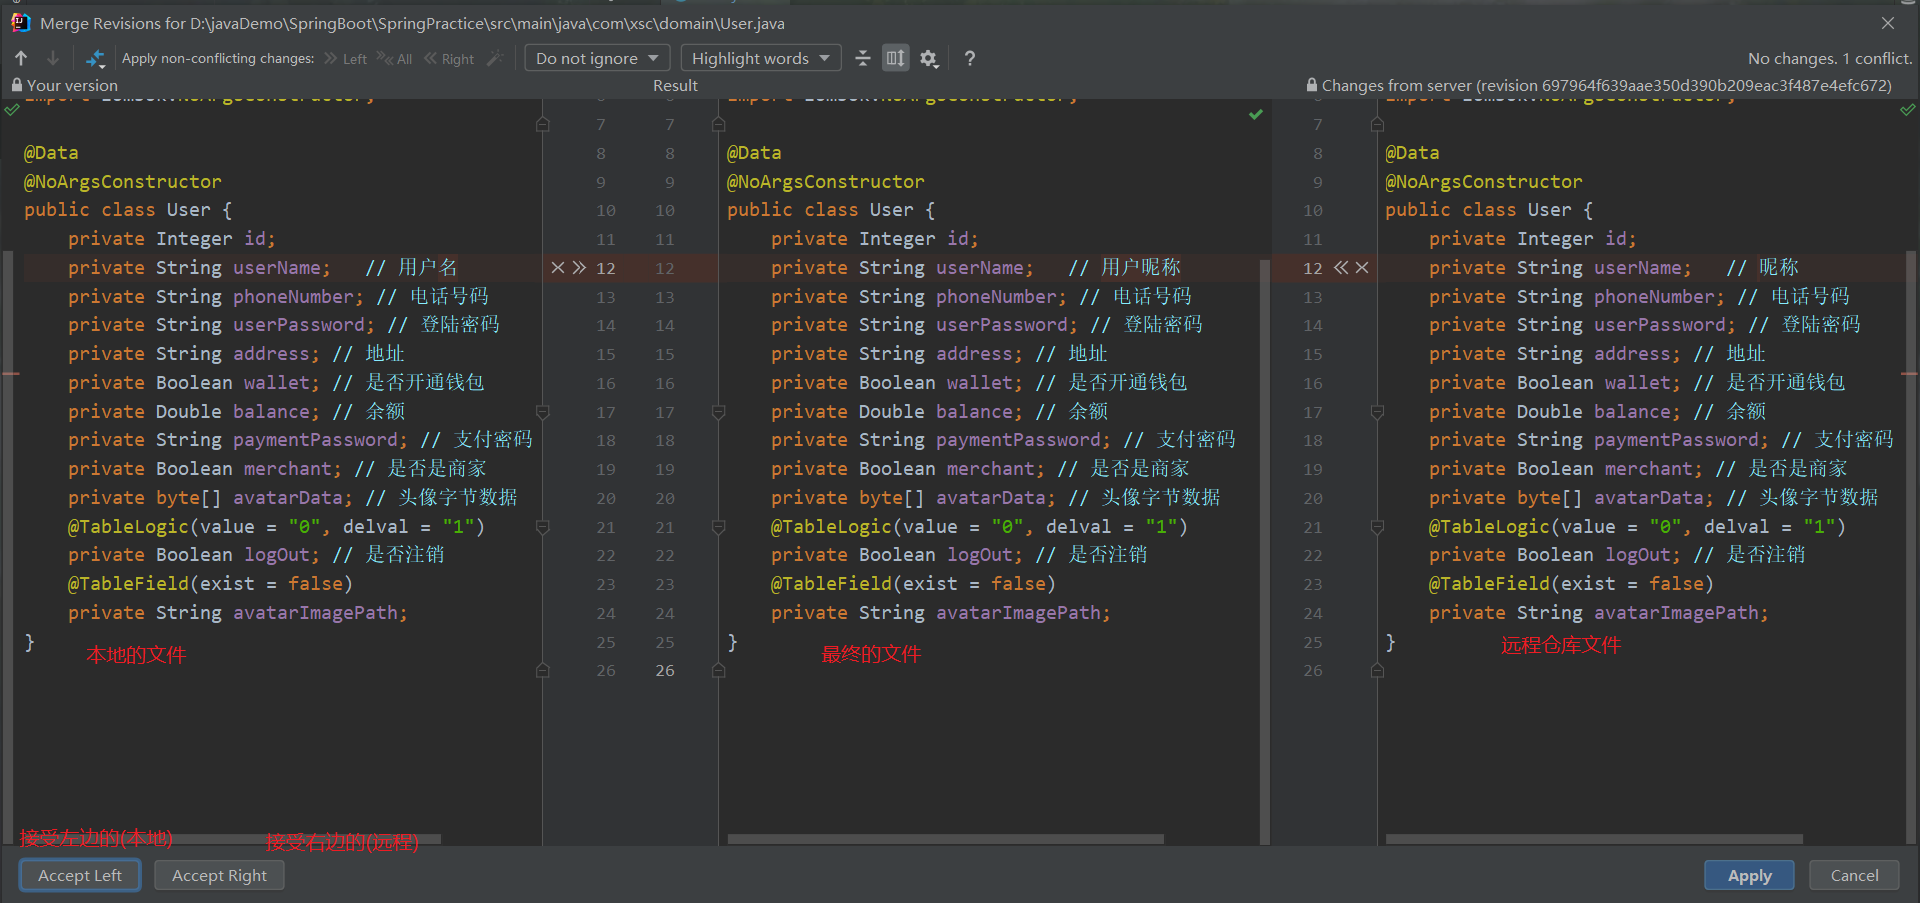 Merge Revisions for D:\javaDemo\SpringBoot\SpringPractice\src\main\java\com\xsc\domain\User.java
Apply non-conflicting changes: Left All Right Do not ignore Highlight words ? No changes. 1 conflict.
Your version Result Changes from server (revision 697964f639aae350d390b209eac3f487e4efc672)
7
@Data
8
@NoArgsConstructor
9
public class User {
10
private Integer id;
11
private String userName; // 用户名
12
private String phoneNumber; // 电话号码
13
private String userPassword; // 登陆密码
14
private String address; // 地址
15
private Boolean wallet; // 是否开通钱包
16
private Double balance; // 余额
17
private String paymentPassword; // 支付密码
18
private Boolean merchant; // 是否是商家
19
private byte[] avatarData; // 头像字节数据
20
@TableLogic(value = "0", delval = "1")
21
private Boolean logOut; // 是否注销
22
@TableField(exist = false)
23
private String avatarImagePath;
24
}
25
26
本地的文件
7
8 @Data
9 @NoArgsConstructor
10 public class User {
11 private Integer id;
12 private String userName; // 用户昵称
13 private String phoneNumber; // 电话号码
14 private String userPassword; // 登陆密码
15 private String address; // 地址
16 private Boolean wallet; // 是否开通钱包
17 private Double balance; // 余额
18 private String paymentPassword; // 支付密码
19 private Boolean merchant; // 是否是商家
20 private byte[] avatarData; // 头像字节数据
21 @TableLogic(value = "0", delval = "1")
22 private Boolean logOut; // 是否注销
23 @TableField(exist = false)
24 private String avatarImagePath;
25 }
26
最终的文件
7
8 @Data
9 @NoArgsConstructor
10 public class User {
11 private Integer id;
12 private String userName; // 昵称
13 private String phoneNumber; // 电话号码
14 private String userPassword; // 登陆密码
15 private String address; // 地址
16 private Boolean wallet; // 是否开通钱包
17 private Double balance; // 余额
18 private String paymentPassword; // 支付密码
19 private Boolean merchant; // 是否是商家
20 private byte[] avatarData; // 头像字节数据
21 @TableLogic(value = "0", delval = "1")
22 private Boolean logOut; // 是否注销
23 @TableField(exist = false)
24 private String avatarImagePath;
25 }
26
远程仓库文件
接受左边的(本地) 接受右边的(远程)
Accept Left Accept Right Apply Cancel